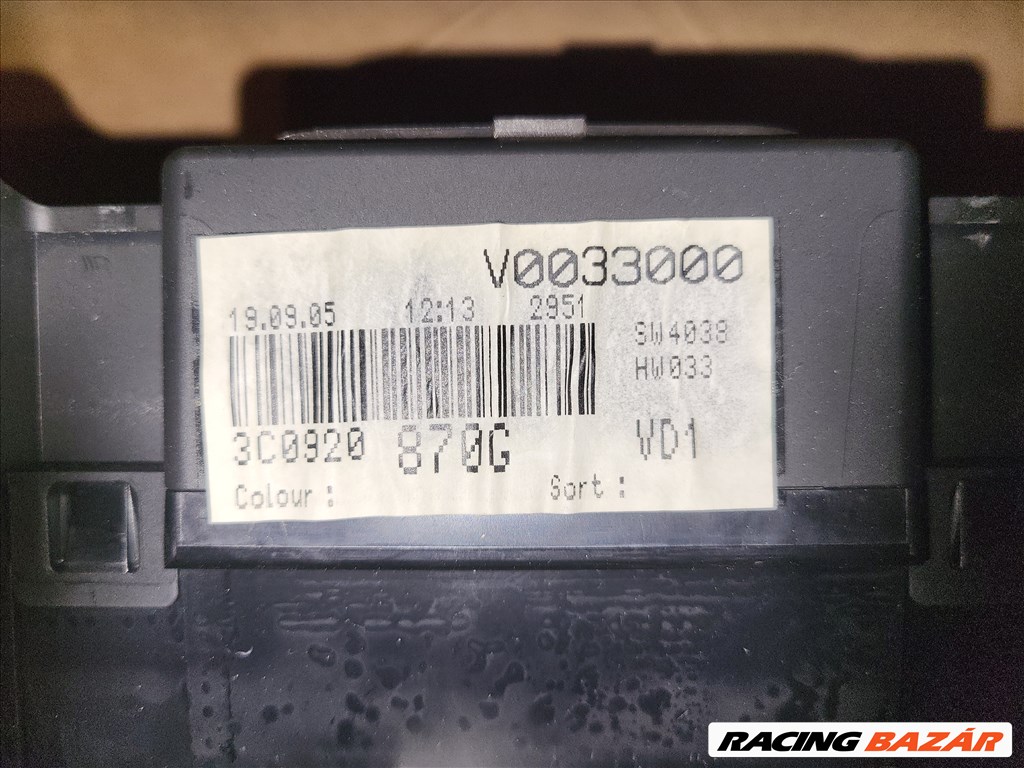 V0033000
19.09.05 12:13 2951
SW4038
HW033
3C0920 870G VD1
Colour : Sort :
RACING BAZÁR